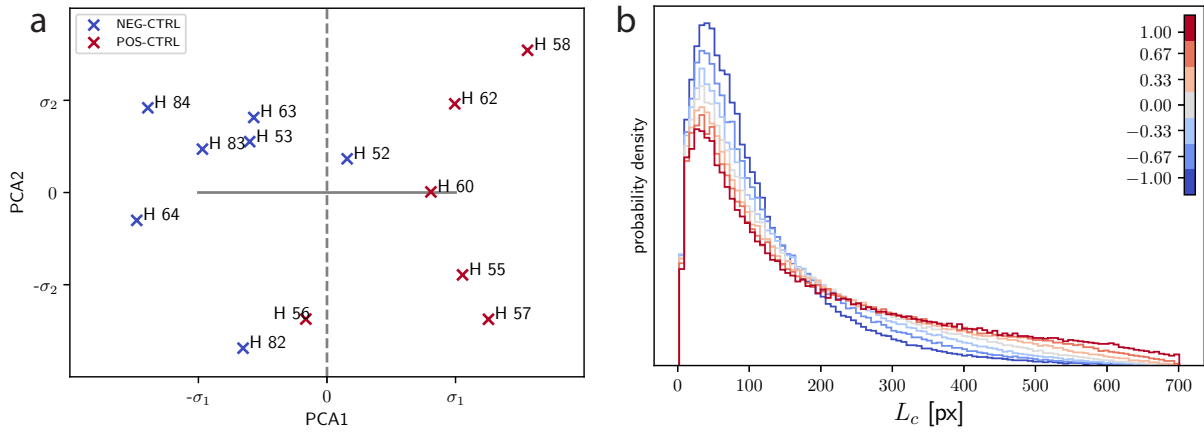 a
NEG-CTRL
POS-CTRL
H 58
H 84
H 63
H 62
H 83
H 53
H 52
H 60
H 64
H 55
H 56
H 57
H 82
σ₂
0
-σ₂
PCA2
-σ₁
0
σ₁
PCA1
b
1.00
0.67
0.33
0.00
−0.33
−0.67
−1.00
probability density
0
100
200
300
400
500
600
700
L_c [px]